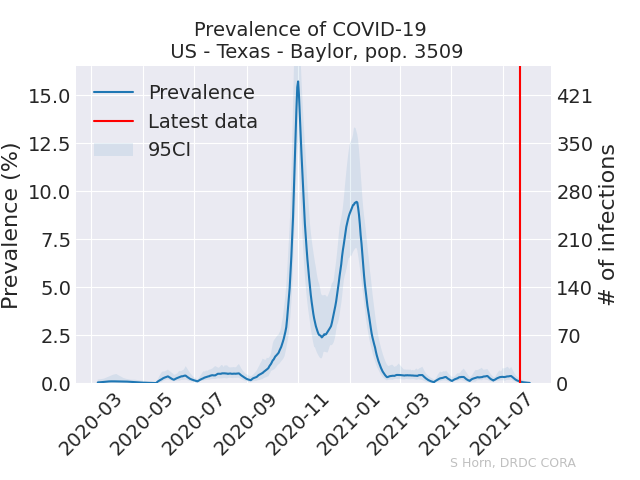 Prevalence of COVID-19
US - Texas - Baylor, pop. 3509
Prevalence
Latest data
95CI
Prevalence (%)
15.0
12.5
10.0
7.5
5.0
2.5
0.0
421
350
280
210
140
70
0
# of infections
2020-03
2020-05
2020-07
2020-09
2020-11
2021-01
2021-03
2021-05
2021-07
S Horn, DRDC CORA